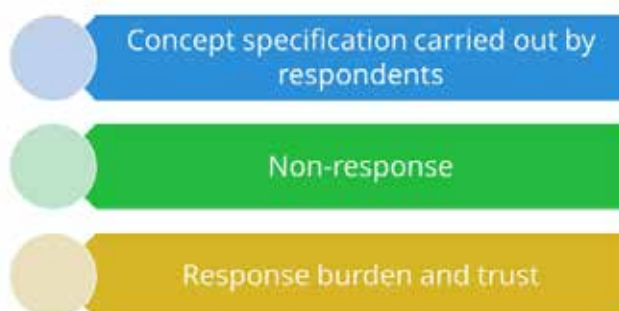 Concept specification carried out by
respondents
Non-response
Response burden and trust